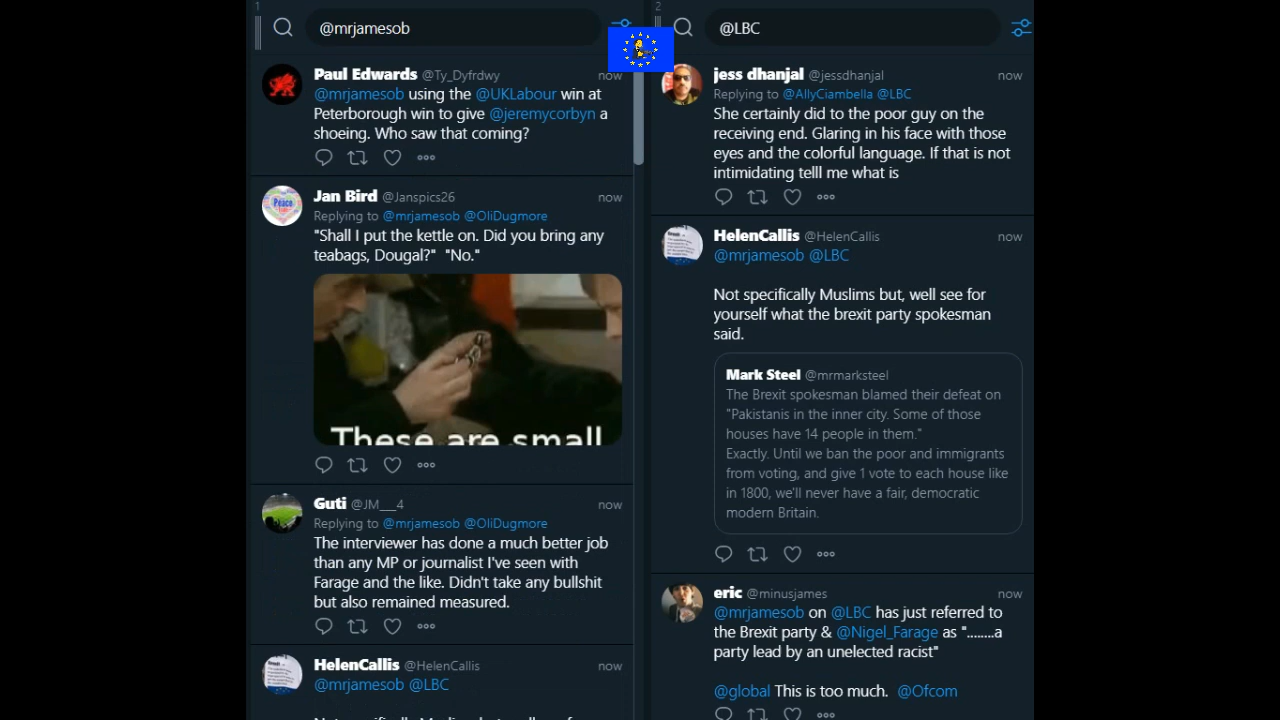 1
@mrjamesob
Paul Edwards @Ty_Dyfrdwy now
@mrjamesob using the @UKLabour win at
Peterborough win to give @jeremycorbyn a
shoeing. Who saw that coming?
Jan Bird @Janspics26 now
Replying to @mrjamesob @OliDugmore
"Shall I put the kettle on. Did you bring any
teabags, Dougal?" "No."
These are small
Guti @JM___4 now
Replying to @mrjamesob @OliDugmore
The interviewer has done a much better job
than any MP or journalist I've seen with
Farage and the like. Didn't take any bullshit
but also remained measured.
HelenCallis @HelenCallis now
@mrjamesob @LBC
2
@LBC
jess dhanjal @jessdhanjal now
Replying to @AllyCiambella @LBC
She certainly did to the poor guy on the
receiving end. Glaring in his face with those
eyes and the colorful language. If that is not
intimidating telll me what is
HelenCallis @HelenCallis now
@mrjamesob @LBC
Not specifically Muslims but, well see for
yourself what the brexit party spokesman
said.
Mark Steel @mrmarksteel
The Brexit spokesman blamed their defeat on
"Pakistanis in the inner city. Some of those
houses have 14 people in them."
Exactly. Until we ban the poor and immigrants
from voting, and give 1 vote to each house like
in 1800, we'll never have a fair, democratic
modern Britain.
eric @minusjames now
@mrjamesob on @LBC has just referred to
the Brexit party & @Nigel_Farage as "........a
party lead by an unelected racist"
@global This is too much. @Ofcom